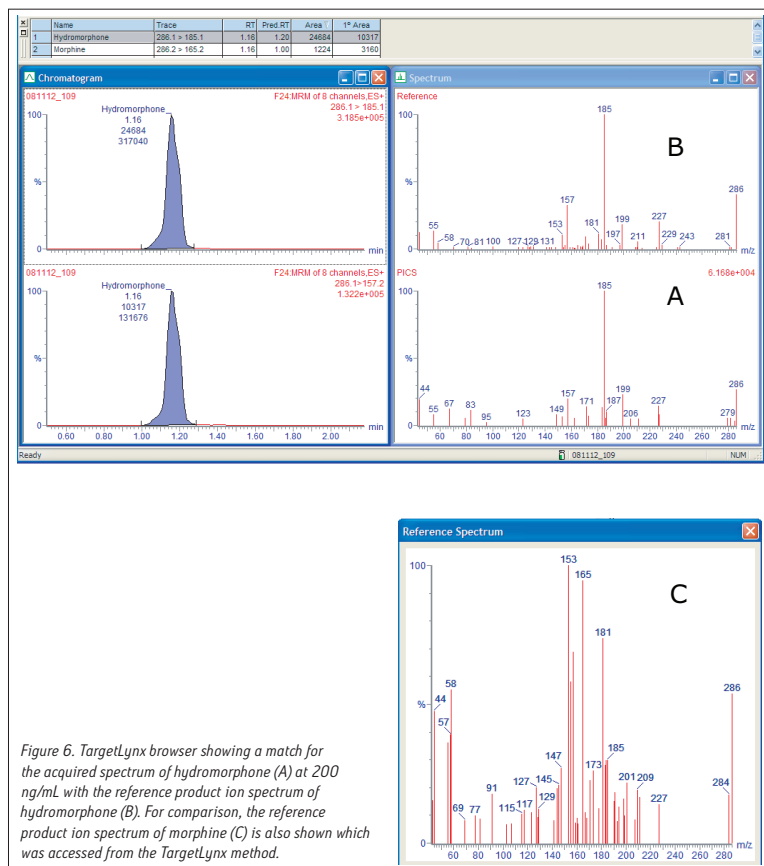 Name Trace RT Pred.RT Area 1° Area
1 Hydromorphone 286.1 > 185.1 1.16 1.20 24684 10317
2 Morphine 286.2 > 165.2 1.16 1.00 1224 3160
Chromatogram
081112_109 F24:MRM of 8 channels,ES+
286.1 > 185.1
3.185e+005
Hydromorphone
1.16
24684
317040
100
%
0
min
081112_109 F24:MRM of 8 channels,ES+
286.1>157.2
1.322e+005
Hydromorphone
1.16
10317
131676
100
%
0
min
0.60 0.80 1.00 1.20 1.40 1.60 1.80 2.00
Spectrum
Reference
B
100
%
0
55 58 70 81 100 127 129 131 153 157 181 185 197 199 211 227 229 243 281 286
m/z
PICS 6.168e+004
A
100
%
0
44 55 67 83 95 123 149 157 171 185 187 199 206 227 279 286
m/z
60 80 100 120 140 160 180 200 220 240 260 280
Ready 081112_109 NUM
Reference Spectrum
C
100
%
0
44 57 58 69 77 91 115 117 127 129 145 147 153 165 173 181 185 201 209 227 284 286
m/z
60 80 100 120 140 160 180 200 220 240 260 280
Figure 6. TargetLynx browser showing a match for
the acquired spectrum of hydromorphone (A) at 200
ng/mL with the reference product ion spectrum of
hydromorphone (B). For comparison, the reference
product ion spectrum of morphine (C) is also shown which
was accessed from the TargetLynx method.